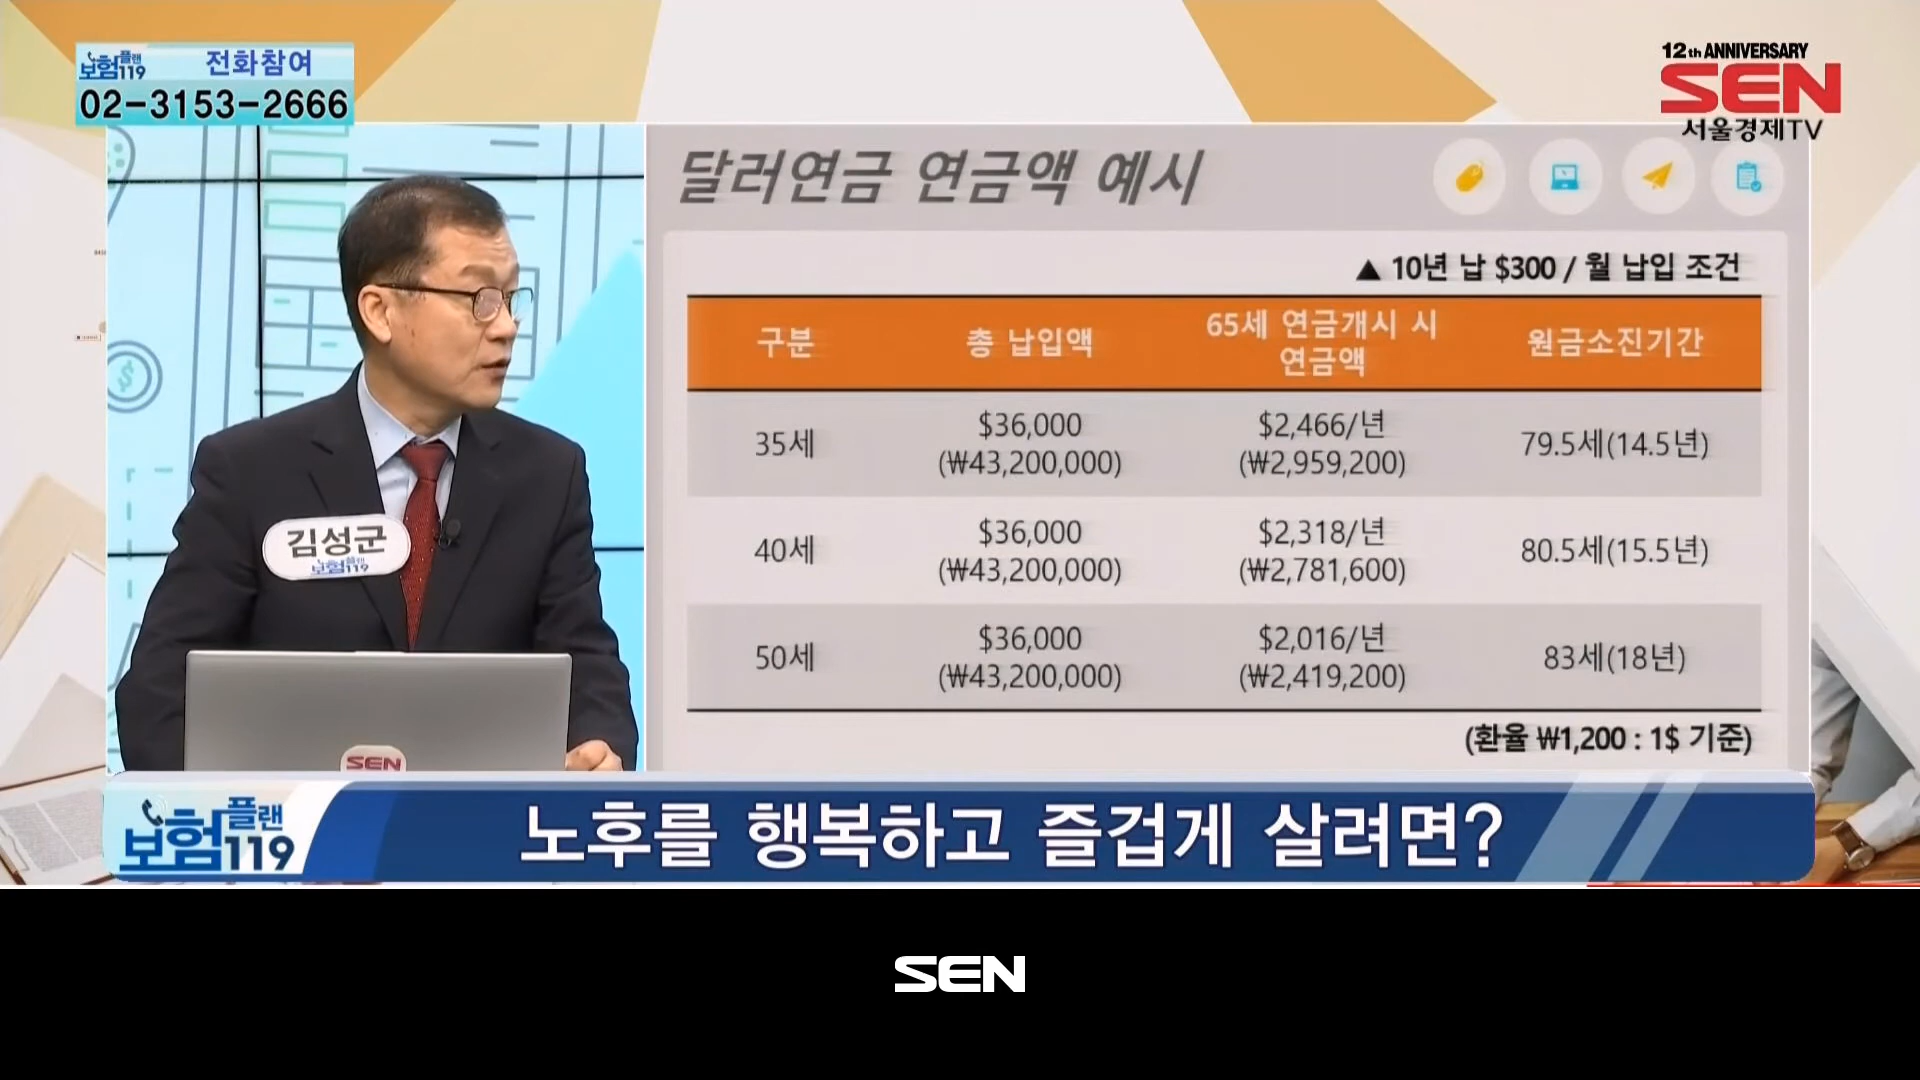 보험플랜119
전화참여
02-3153-2666
12th ANNIVERSARY
SEN
서울경제TV
달러연금 연금액 예시
▲ 10년 납 $300 / 월 납입 조건
구분 총 납입액 65세 연금개시 시 연금액 원금소진기간
35세 $36,000 (₩43,200,000) $2,466/년 (₩2,959,200) 79.5세(14.5년)
40세 $36,000 (₩43,200,000) $2,318/년 (₩2,781,600) 80.5세(15.5년)
50세 $36,000 (₩43,200,000) $2,016/년 (₩2,419,200) 83세(18년)
(환율 ₩1,200 : 1$ 기준)
김성군
보험플랜119
SEN
보험플랜119
노후를 행복하고 즐겁게 살려면?
SEN